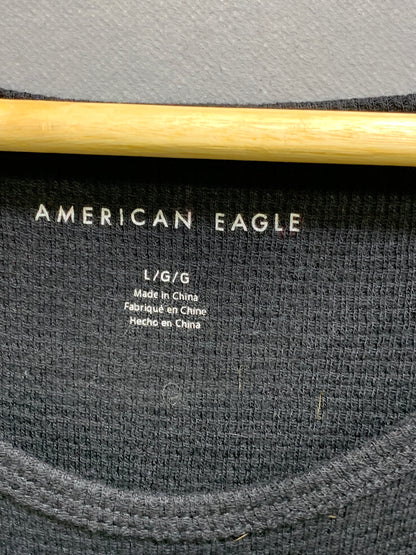 AMERICAN EAGLE
L/G/G
Made in China
Fabriqué en Chine
Hecho en China